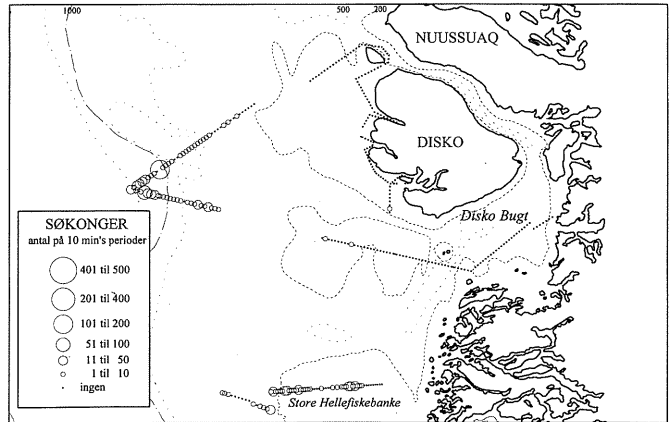 1000
500
200
NUUSSUAQ
DISKO
Disko Bugt
SØKONGER
antal på 10 min's perioder
401 til 500
201 til 400
101 til 200
51 til 100
11 til 50
1 til 10
ingen
Store Hellefiskebanke